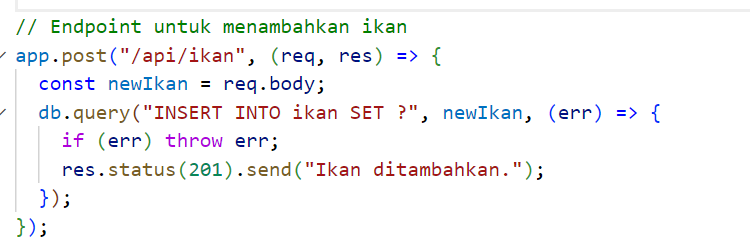 // Endpoint untuk menambahkan ikan
app.post("/api/ikan", (req, res) => {
  const newIkan = req.body;
  db.query("INSERT INTO ikan SET ?", newIkan, (err) => {
    if (err) throw err;
    res.status(201).send("Ikan ditambahkan.");
  });
});